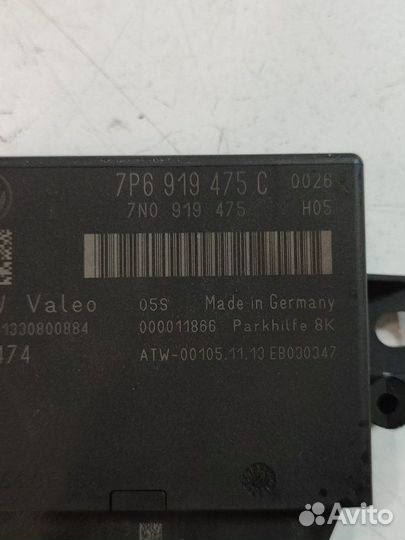 7P6 919 475 C 0026
7N0 919 475 H05
Valeo 05S Made in Germany
1330800884 000011866 Parkhilfe 8K
474 ATW-00105.11.13 EB030347
Avito